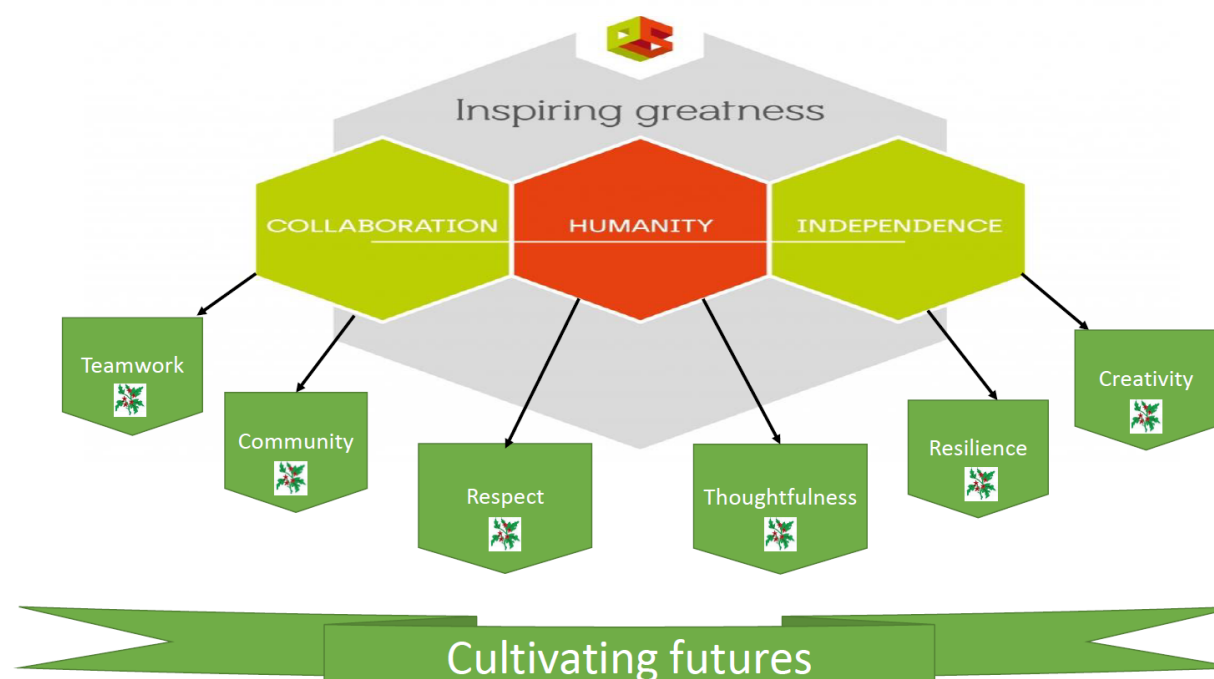 Inspiring greatness
COLLABORATION
HUMANITY
INDEPENDENCE
Teamwork
Community
Respect
Thoughtfulness
Resilience
Creativity
Cultivating futures